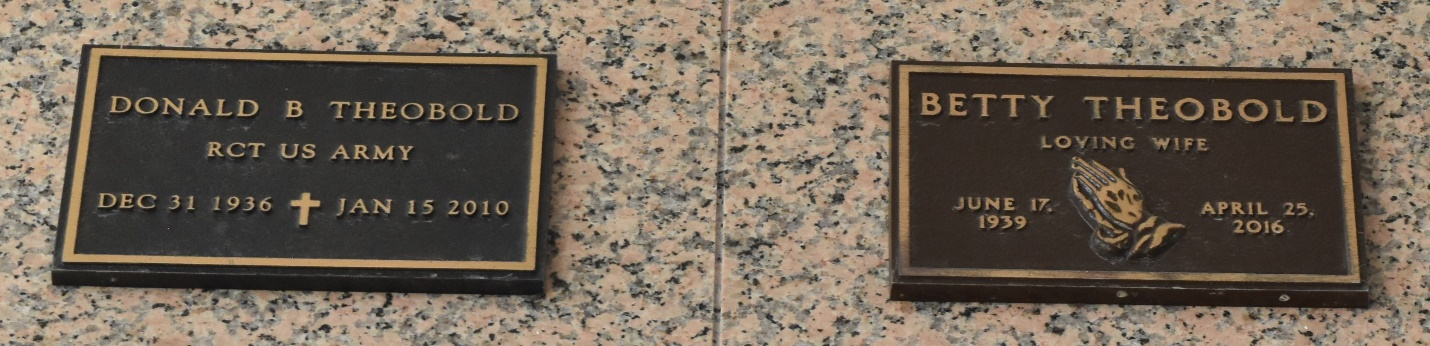 DONALD B THEOBOLD
RCT US ARMY
DEC 31 1936 JAN 15 2010
BETTY THEOBOLD
LOVING WIFE
JUNE 17,
1939
APRIL 25,
2016